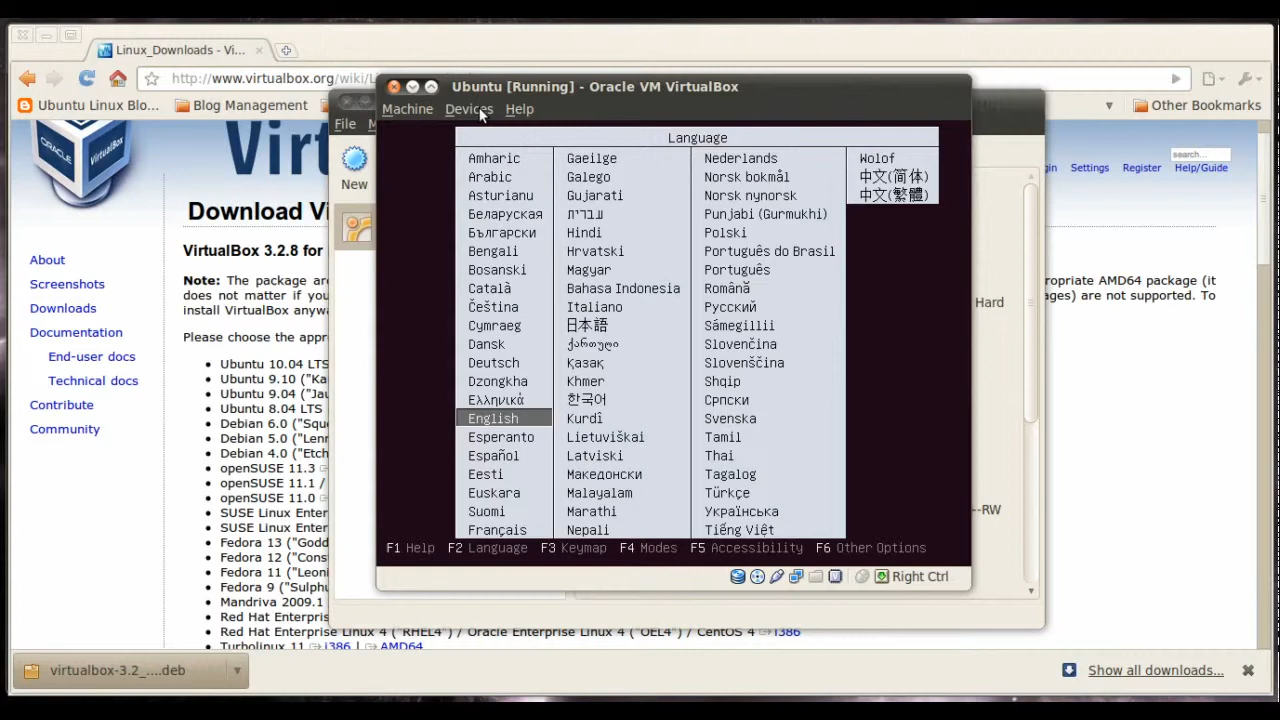 Linux_Downloads - Vi...
http://www.virtualbox.org/wiki/L
Ubuntu Linux Blo...
Blog Management
Other Bookmarks
Ubuntu [Running] - Oracle VM VirtualBox
Machine Devices Help
File M
New
ORACLE
VirtualBox
Virt
Download Vi
VirtualBox 3.2.8 for
gin Settings Register Help/Guide
search...
Note: The package are
does not matter if you
install VirtualBox anyw
Please choose the appr
ropriate AMD64 package (it
ages) are not supported. To
Hard
--RW
About
Screenshots
Downloads
Documentation
End-user docs
Technical docs
Contribute
Community
Ubuntu 10.04 LTS
Ubuntu 9.10 ("Ka
Ubuntu 9.04 ("Jau
Ubuntu 8.04 LTS
Debian 6.0 ("Sque
Debian 5.0 ("Lenn
Debian 4.0 ("Etch
openSUSE 11.3
openSUSE 11.1 /
openSUSE 11.0
SUSE Linux Enter
SUSE Linux Enter
Fedora 13 ("Godd
Fedora 12 ("Cons
Fedora 11 ("Leoni
Fedora 9 ("Sulphu
Mandriva 2009.1
Red Hat Enterpris
Red Hat Enterprise Linux 4 ("RHEL4") / Oracle Enterprise Linux 4 ("OEL4") / CentOS 4 i386
Turbolinux 11 i386 | AMD64
Language
Amharic
Arabic
Asturianu
Беларуская
Български
Bengali
Bosanski
Català
Čeština
Cymraeg
Dansk
Deutsch
Dzongkha
Ελληνικά
English
Esperanto
Español
Eesti
Euskara
Suomi
Français
Gaeilge
Galego
Gujarati
עברית
Hindi
Hrvatski
Magyar
Bahasa Indonesia
Italiano
日本語
ქართული
Қазақ
Khmer
한국어
Kurdî
Lietuviškai
Latviski
Македонски
Malayalam
Marathi
Nepali
Nederlands
Norsk bokmål
Norsk nynorsk
Punjabi (Gurmukhi)
Polski
Português do Brasil
Português
Română
Русский
Sámegillii
Slovenčina
Slovenščina
Shqip
Српски
Svenska
Tamil
Thai
Tagalog
Türkçe
Українська
Tiếng Việt
Wolof
中文(简体)
中文(繁體)
F1 Help F2 Language F3 Keymap F4 Modes F5 Accessibility F6 Other Options
Right Ctrl
virtualbox-3.2_....deb
Show all downloads...